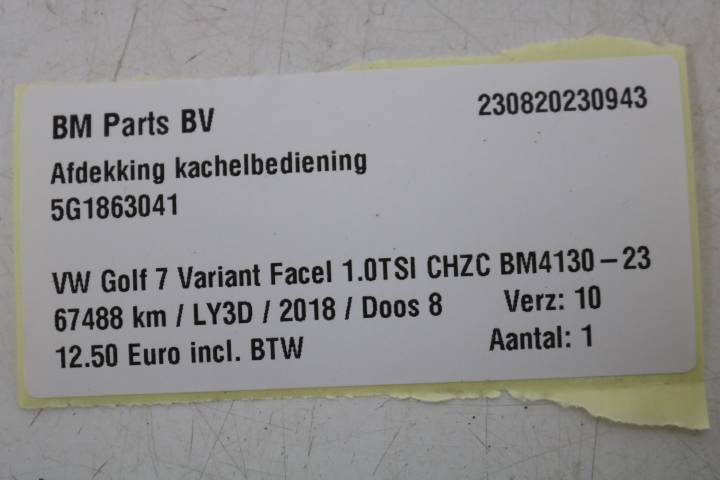 BM Parts BV 230820230943
Afdekking kachelbediening
5G1863041
VW Golf 7 Variant Facel 1.0TSI CHZC BM4130-23
67488 km / LY3D / 2018 / Doos 8 Verz: 10
12.50 Euro incl. BTW Aantal: 1